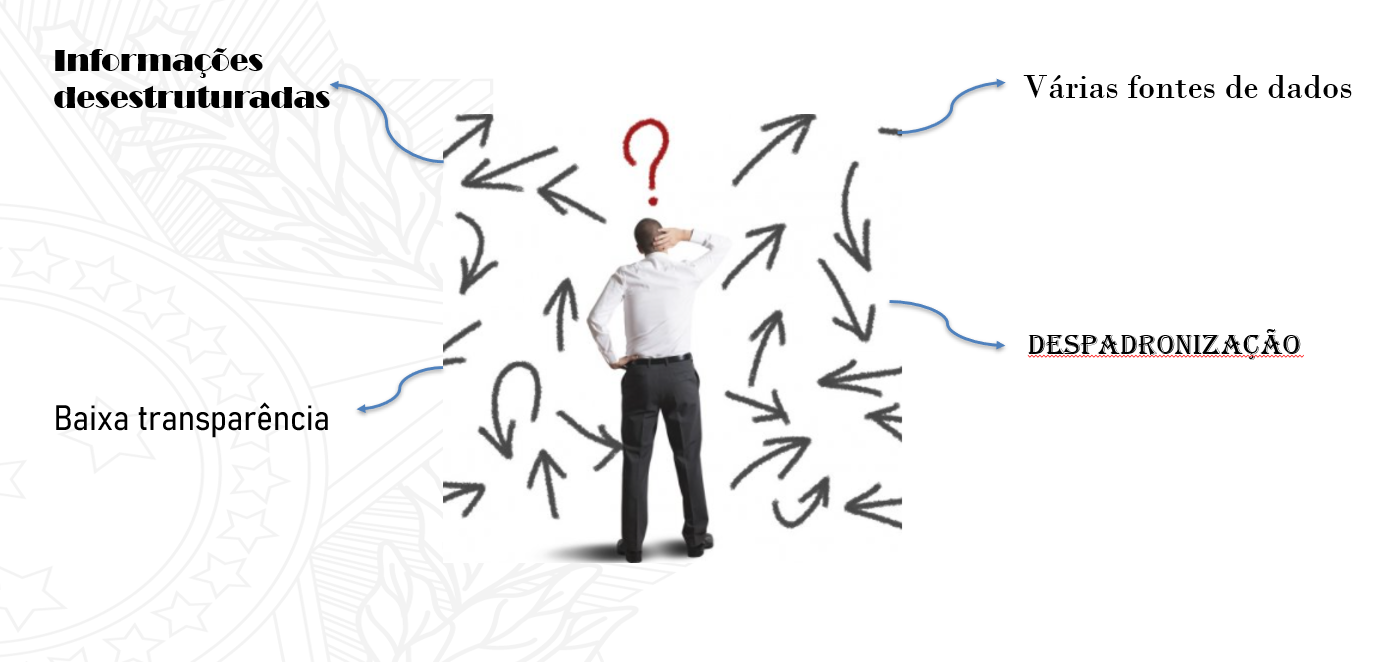 Informações
desestruturadas
Várias fontes de dados
?
DESPADRONIZAÇÃO
Baixa transparência